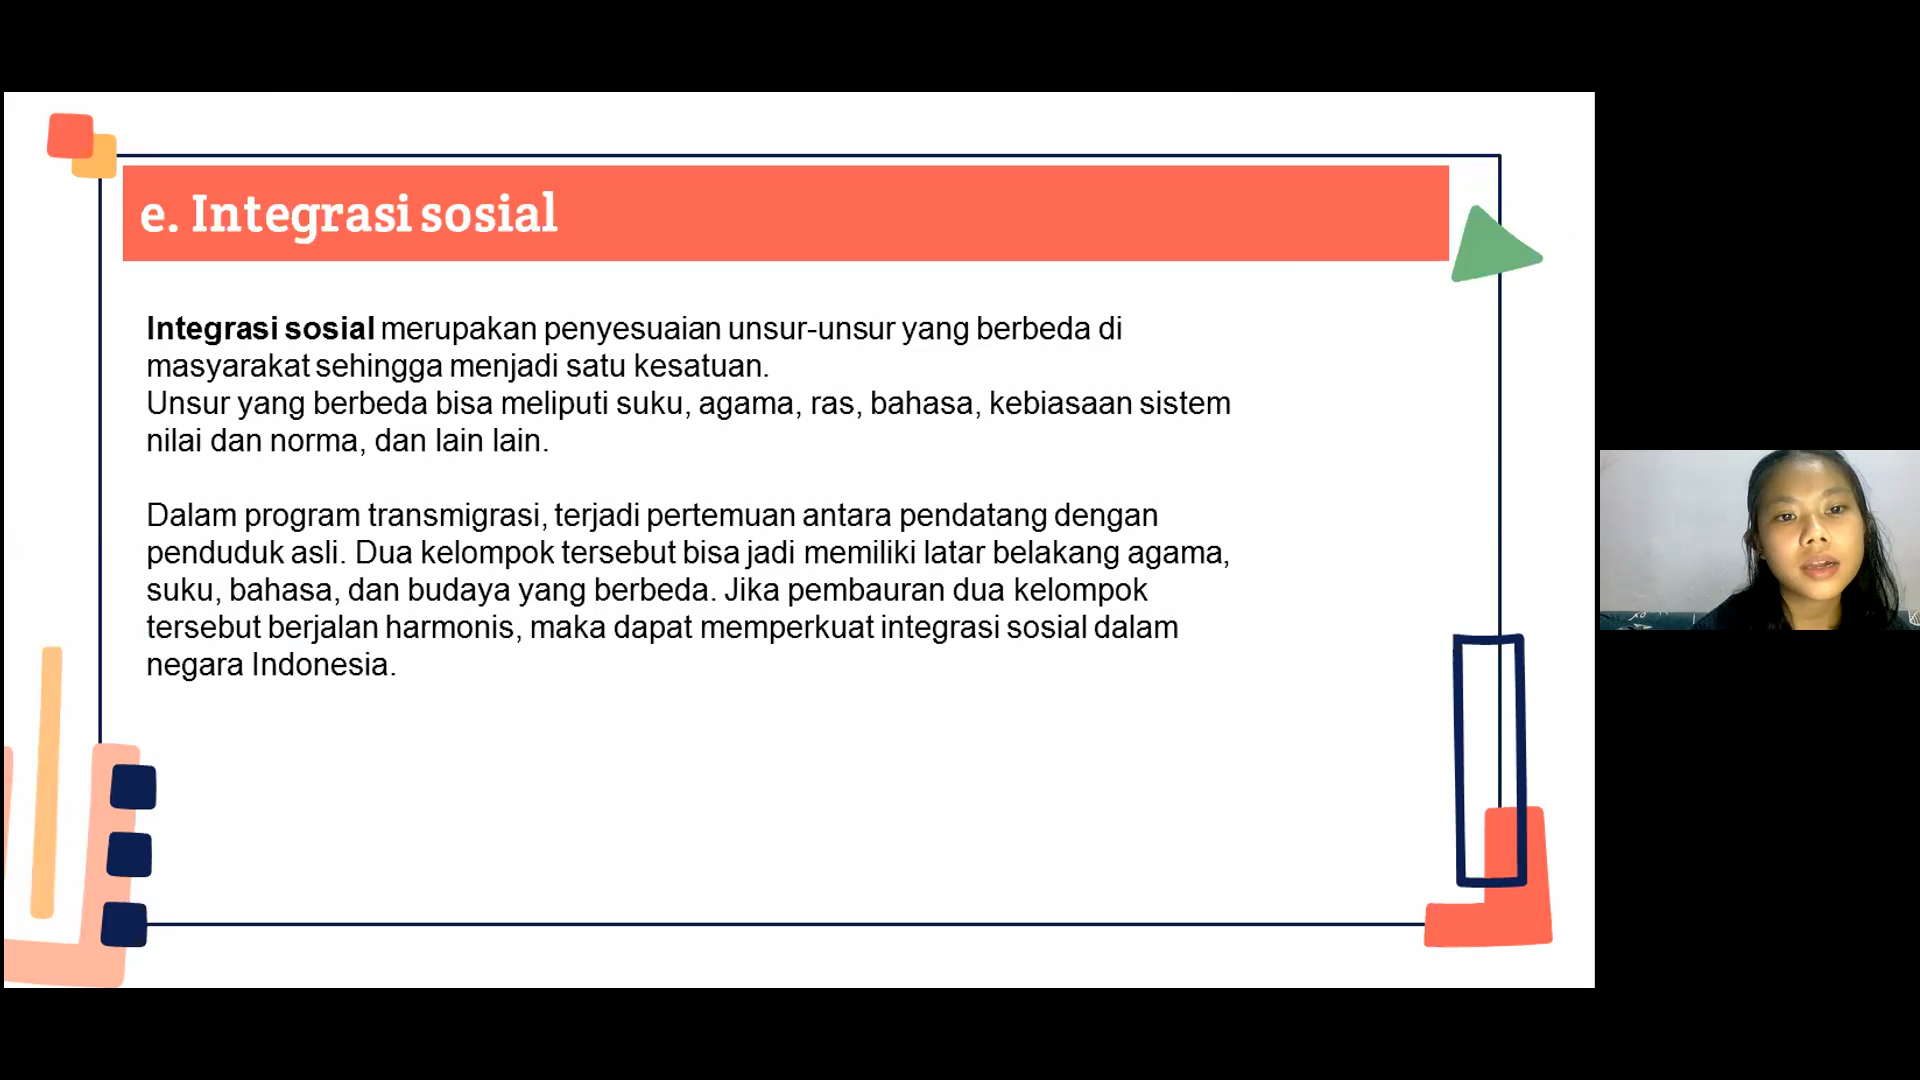 e. Integrasi sosial
Integrasi sosial merupakan penyesuaian unsur-unsur yang berbeda di
masyarakat sehingga menjadi satu kesatuan.
Unsur yang berbeda bisa meliputi suku, agama, ras, bahasa, kebiasaan sistem
nilai dan norma, dan lain lain.
Dalam program transmigrasi, terjadi pertemuan antara pendatang dengan
penduduk asli. Dua kelompok tersebut bisa jadi memiliki latar belakang agama,
suku, bahasa, dan budaya yang berbeda. Jika pembauran dua kelompok
tersebut berjalan harmonis, maka dapat memperkuat integrasi sosial dalam
negara Indonesia.